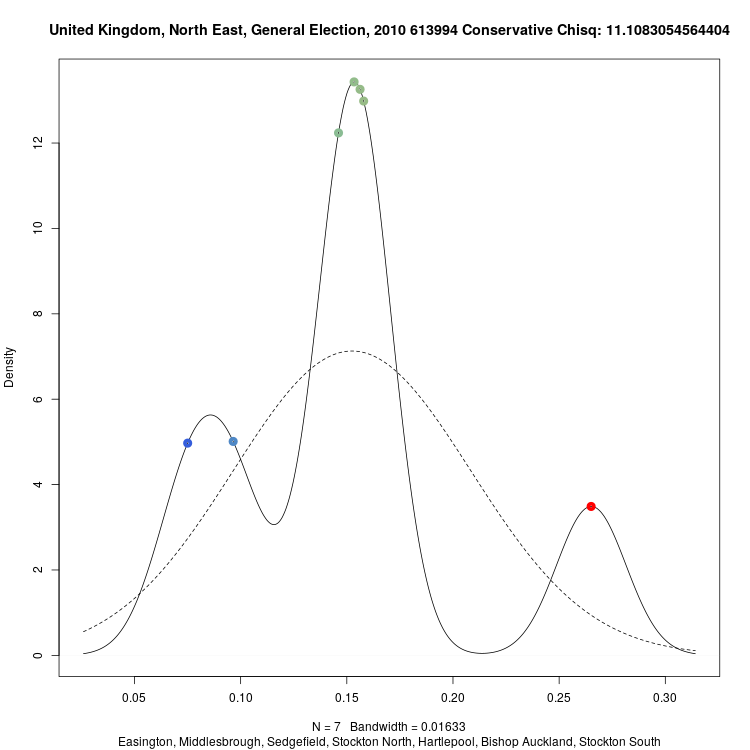 United Kingdom, North East, General Election, 2010 613994 Conservative Chisq: 11.1083054564404
Density
12
10
8
6
4
2
0
0.05 0.10 0.15 0.20 0.25 0.30
N = 7 Bandwidth = 0.01633
Easington, Middlesbrough, Sedgefield, Stockton North, Hartlepool, Bishop Auckland, Stockton South